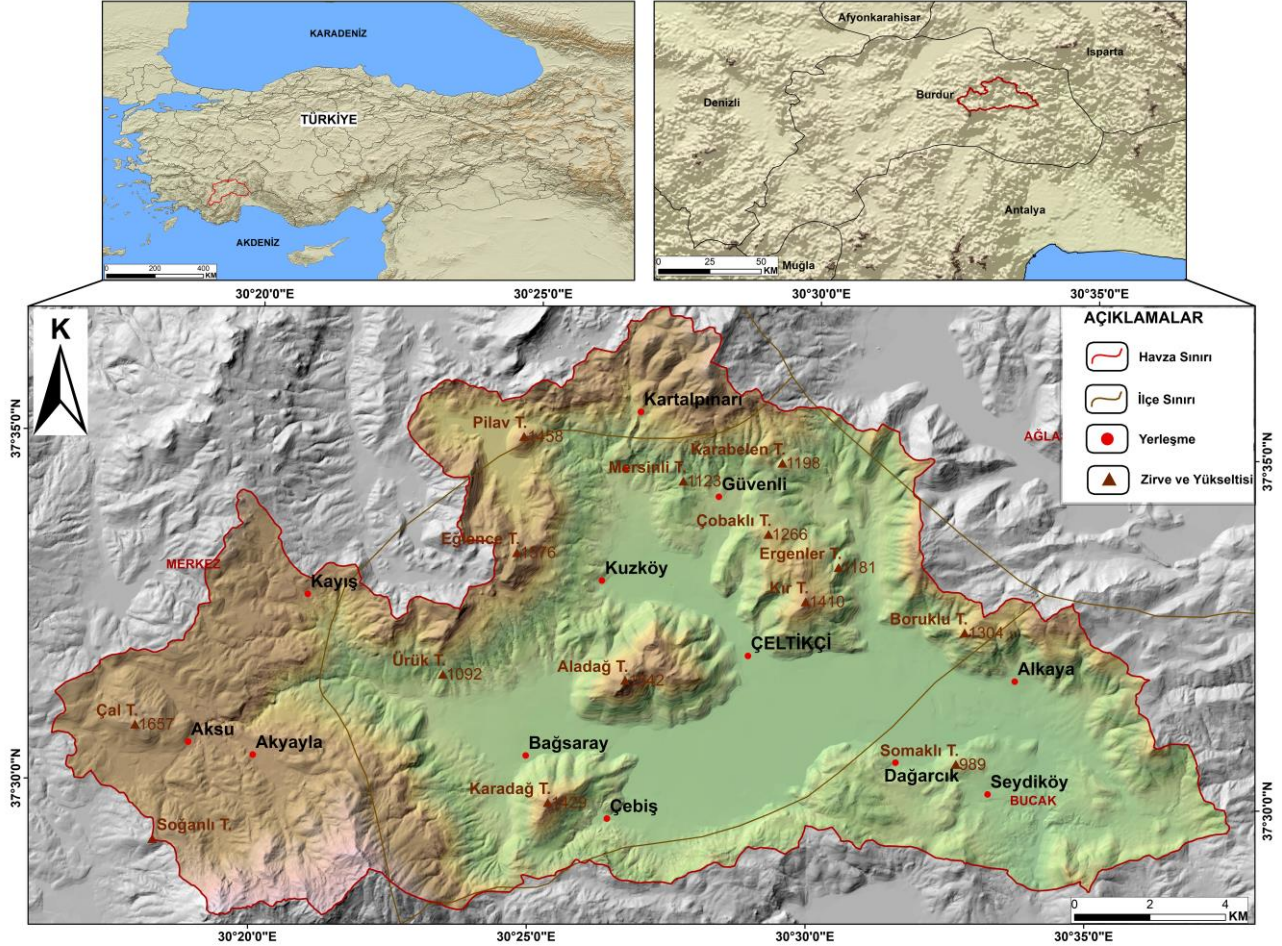 KARADENİZ
TÜRKİYE
AKDENİZ
0 200 400
KM
Afyonkarahisar
Isparta
Burdur
Denizli
Antalya
Muğla
0 25 50
KM
30°20'0"E 30°25'0"E 30°30'0"E 30°35'0"E
K
AÇIKLAMALAR
Havza Sınırı
İlçe Sınırı
Yerleşme
Zirve ve Yükseltisi
37°35'0"N
37°35'0"N
Kartalpınarı
Pilav T.
1458
AĞLA
Karabelen T.
1198
Mersinli T.
1123
Güvenli
Çobaklı T.
1266
Eğlence T.
1576
Ergenler T.
1181
MERKEZ
Kayış
Kuzköy
Kır T.
1410
Boruklu T.
1304
ÇELTİKÇİ
Ürük T.
1092
Aladağ T.
Alkaya
Çal T.
1657
Aksu
Akyayla
Bağsaray
Somaklı T.
989
Dağarcık
Seydiköy
BUCAK
Karadağ T.
1429
Çebiş
Soğanlı T.
37°30'0"N
37°30'0"N
0 2 4
KM
30°20'0"E 30°25'0"E 30°30'0"E 30°35'0"E